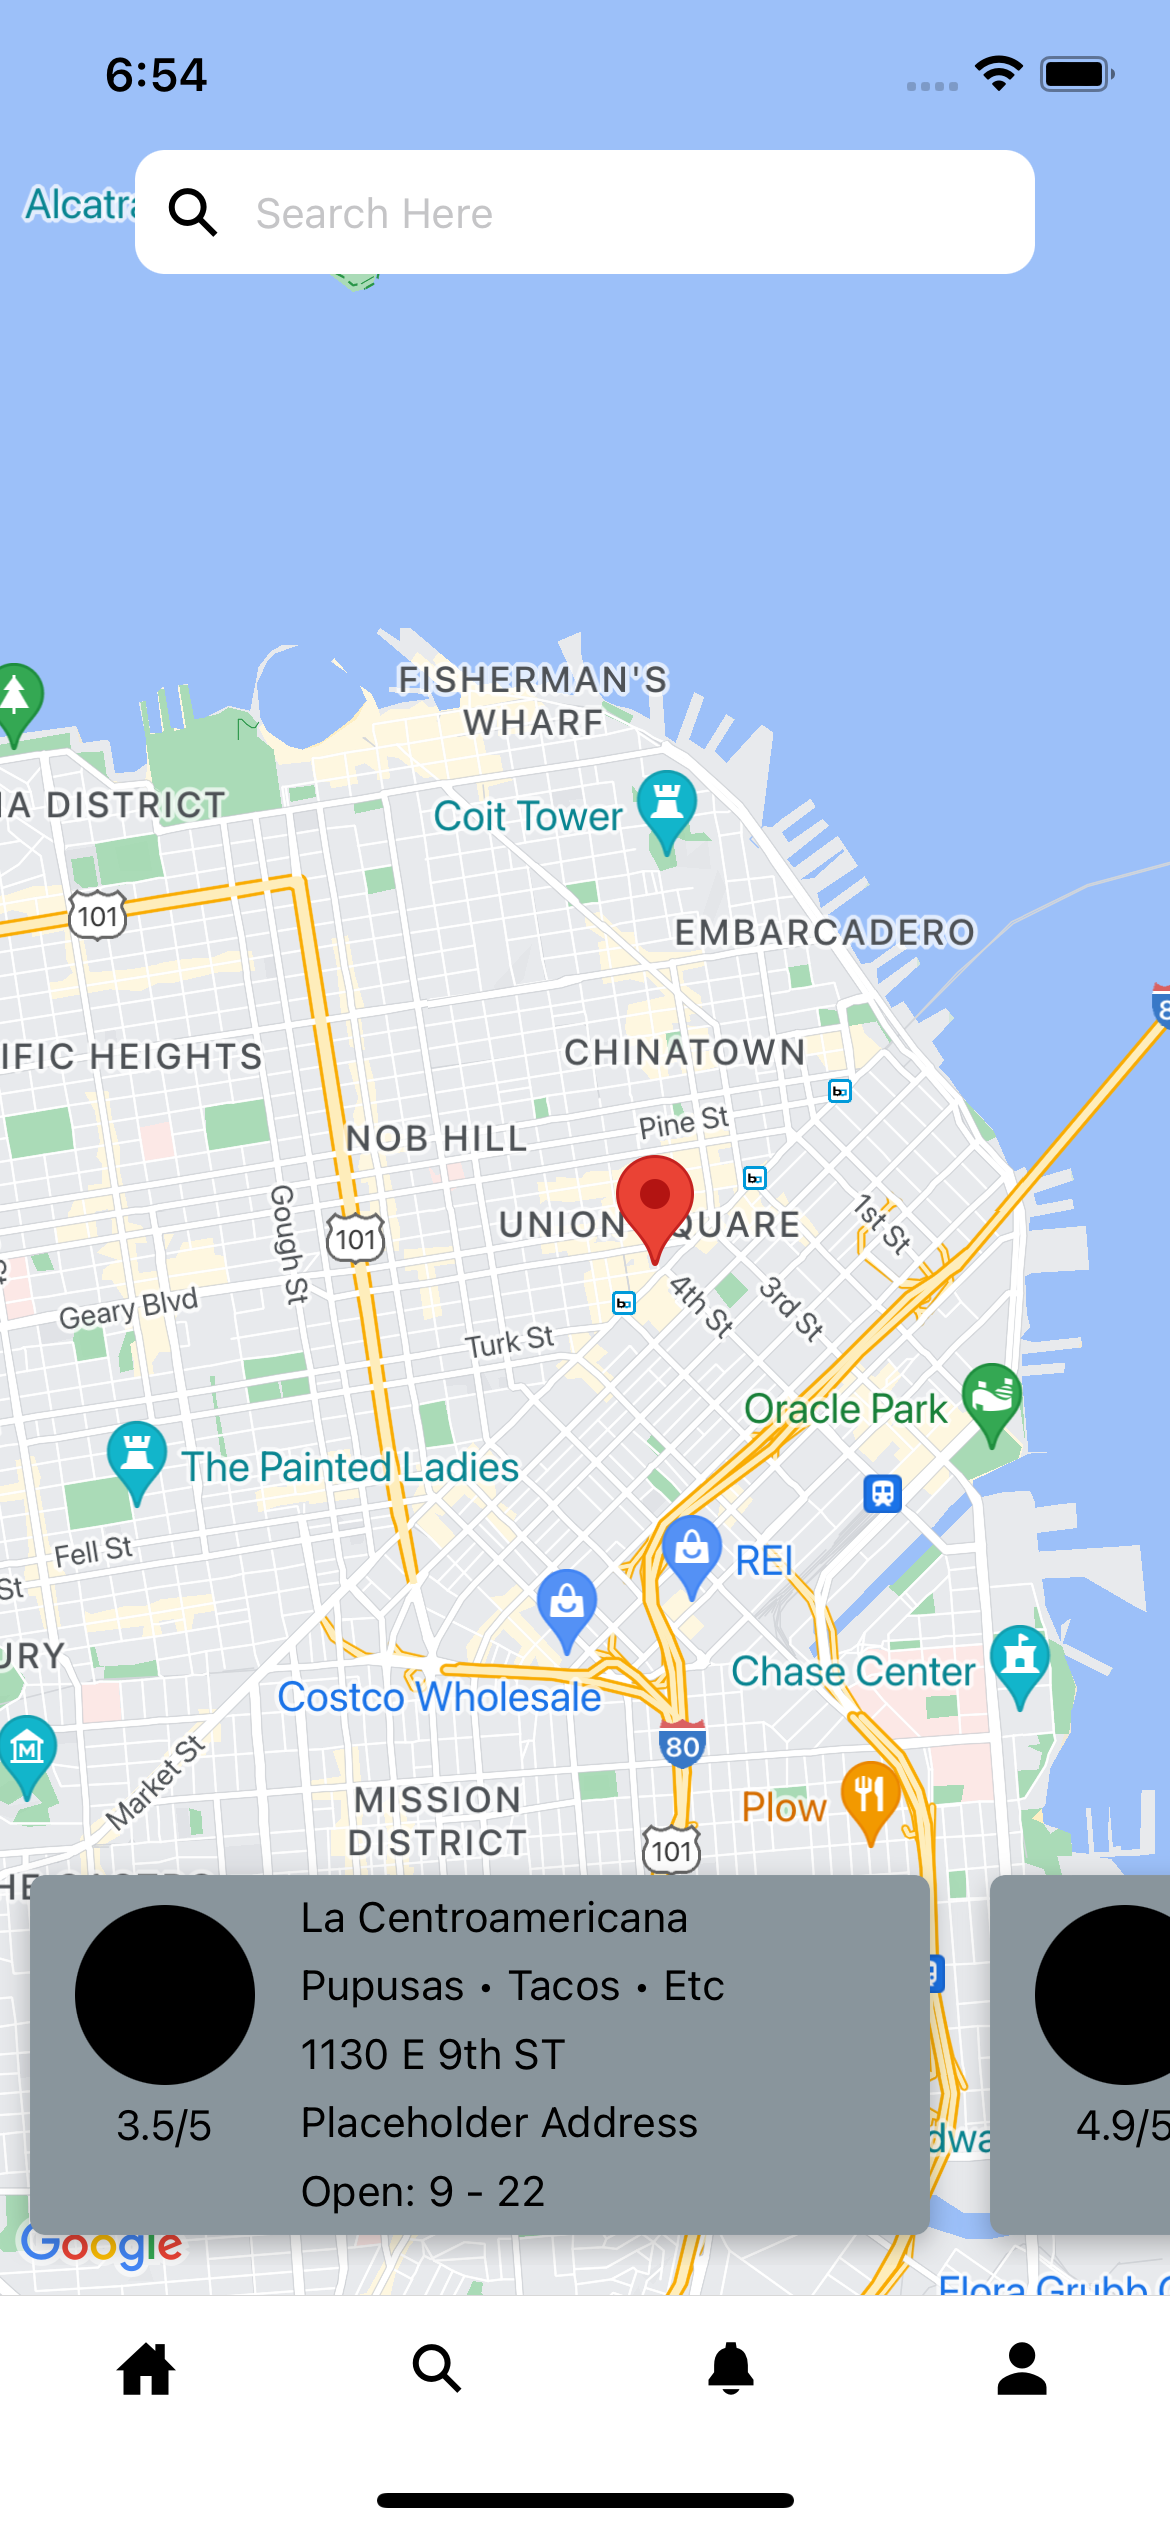 6:54
Search Here
FISHERMAN'S
WHARF
A DISTRICT
Coit Tower
101
EMBARCADERO
IFIC HEIGHTS
CHINATOWN
Pine St
NOB HILL
UNION QUARE
1st St
Gough St
101
Geary Blvd
4th St
3rd St
Turk St
Oracle Park
The Painted Ladies
Fell St
St
REI
URY
Chase Center
Costco Wholesale
80
Market St
MISSION
DISTRICT
Plow
101
La Centroamericana
Pupusas • Tacos • Etc
1130 E 9th ST
Placeholder Address
Open: 9 - 22
3.5/5
4.9/5
Google
Flora Grubb